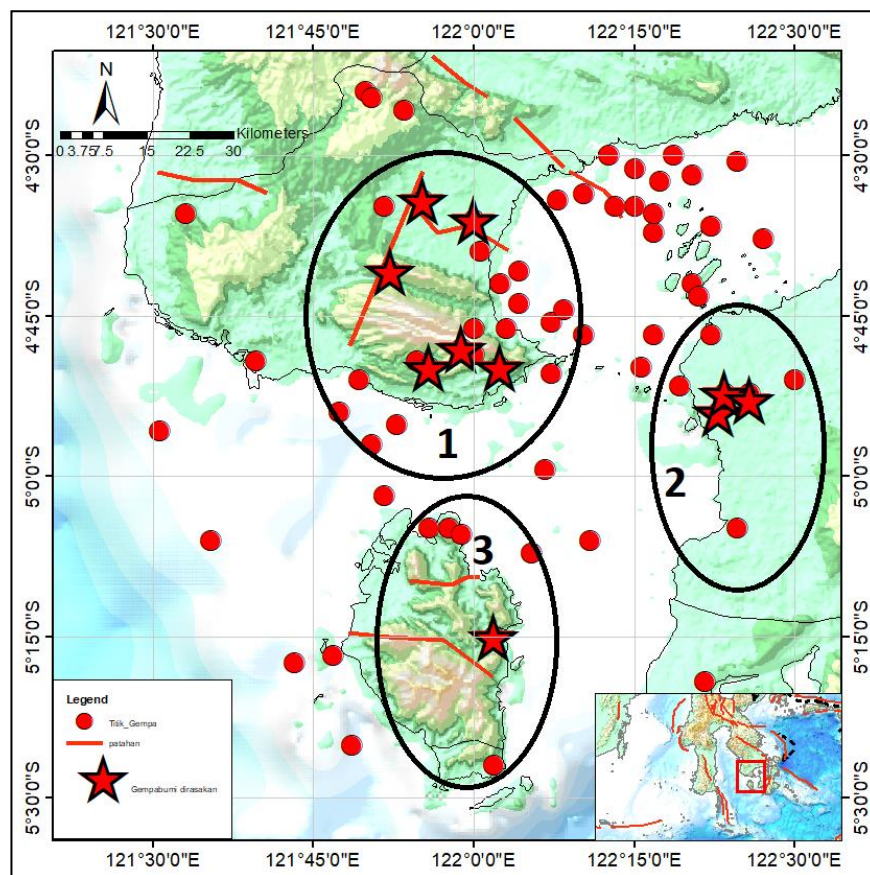 121°30'0"E 121°45'0"E 122°0'0"E 122°15'0"E 122°30'0"E
N
Kilometers
0 3.75 7.5 15 22.5 30
4°30'0"S 4°30'0"S
4°45'0"S 4°45'0"S
1
2
5°0'0"S 5°0'0"S
3
5°15'0"S 5°15'0"S
Legend
Titik_Gempa
patahan
Gempabumi dirasakan
5°30'0"S 5°30'0"S
121°30'0"E 121°45'0"E 122°0'0"E 122°15'0"E 122°30'0"E